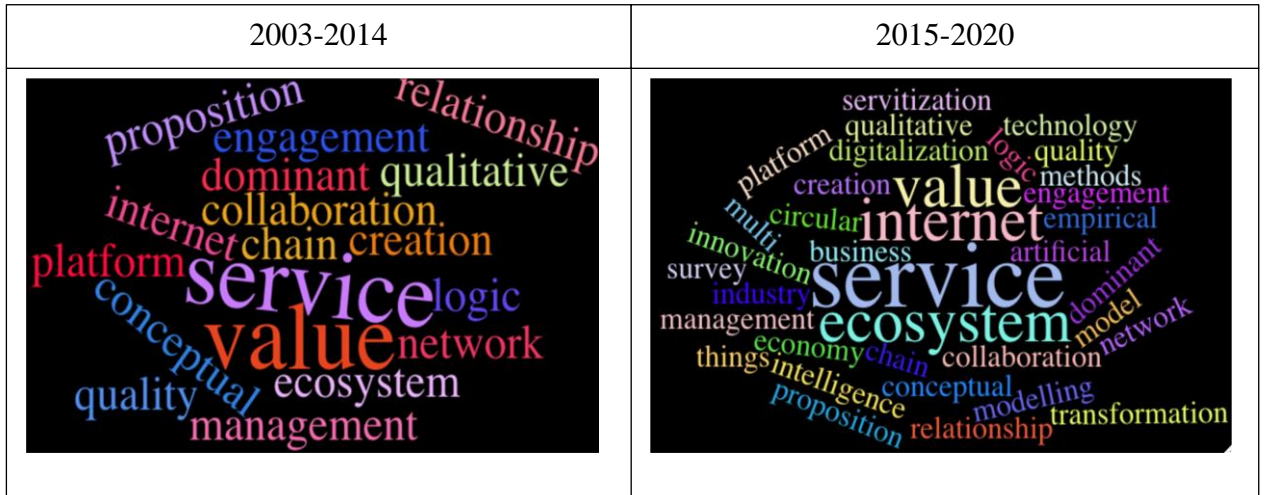 2003-2014
2015-2020
proposition
relationship
engagement
dominant
qualitative
collaboration
internet
chain
creation
platform
service
logic
conceptual
value
network
ecosystem
quality
management
servitization
qualitative
technology
platform
digitalization
logic
quality
creation
value
methods
engagement
multi
circular
internet
empirical
innovation
business
artificial
survey
service
dominant
industry
management
ecosystem
model
network
economy
chain
collaboration
things
intelligence
conceptual
modelling
proposition
relationship
transformation